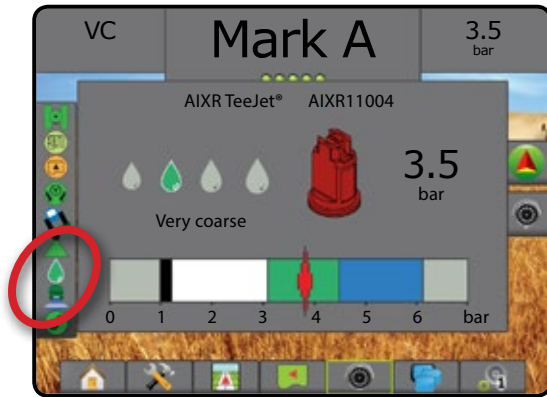 VC
Mark A
3.5
bar
AIXR TeeJet® AIXR11004
3.5
bar
Very coarse
0 1 2 3 4 5 6 bar
1